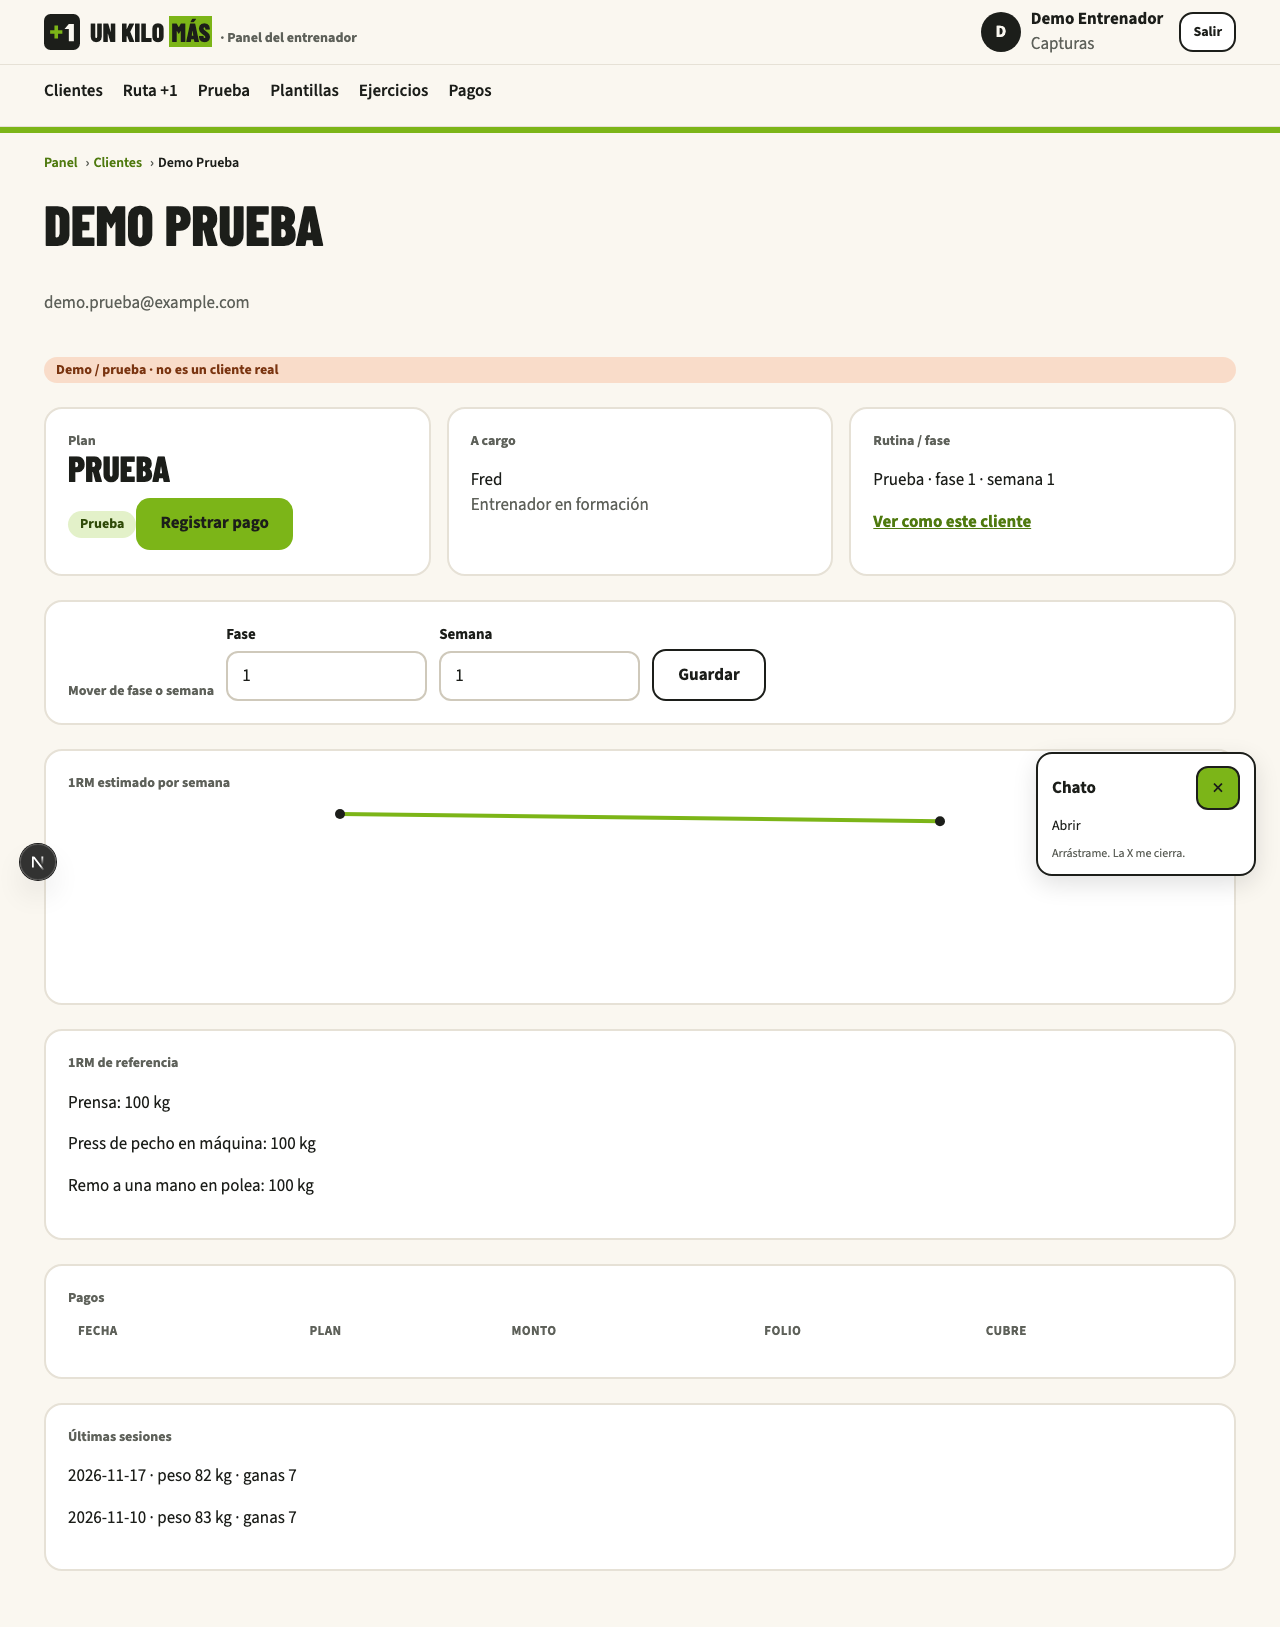 +1 UN KILO MÁS · Panel del entrenador
D Demo Entrenador
Capturas
Salir
Clientes Ruta +1 Prueba Plantillas Ejercicios Pagos
Panel › Clientes › Demo Prueba
DEMO PRUEBA
demo.prueba@example.com
Demo / prueba · no es un cliente real
Plan
PRUEBA
Prueba Registrar pago
A cargo
Fred
Entrenador en formación
Rutina / fase
Prueba · fase 1 · semana 1
Ver como este cliente
Mover de fase o semana
Fase
1
Semana
1
Guardar
1RM estimado por semana
Chato ×
Abrir
Arrástrame. La X me cierra.
N
1RM de referencia
Prensa: 100 kg
Press de pecho en máquina: 100 kg
Remo a una mano en polea: 100 kg
Pagos
FECHA PLAN MONTO FOLIO CUBRE
Últimas sesiones
2026-11-17 · peso 82 kg · ganas 7
2026-11-10 · peso 83 kg · ganas 7